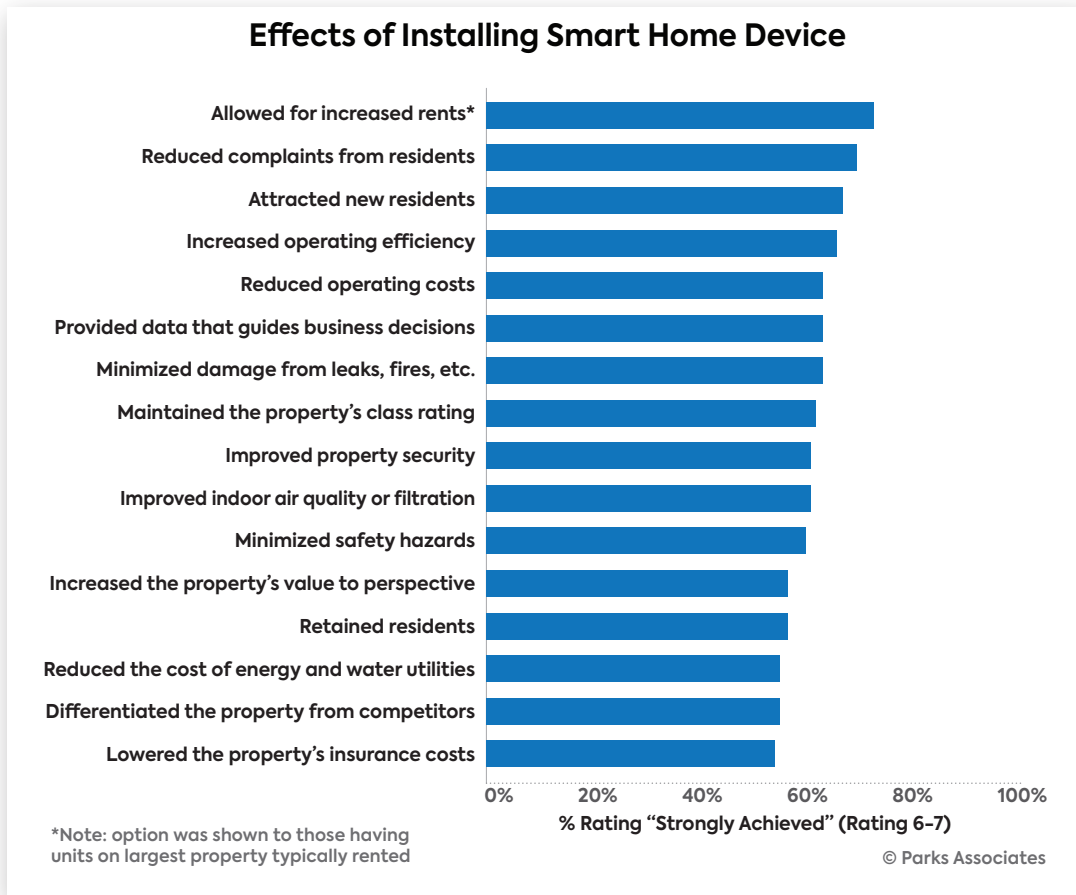 Effects of Installing Smart Home Device
Allowed for increased rents*
Reduced complaints from residents
Attracted new residents
Increased operating efficiency
Reduced operating costs
Provided data that guides business decisions
Minimized damage from leaks, fires, etc.
Maintained the property’s class rating
Improved property security
Improved indoor air quality or filtration
Minimized safety hazards
Increased the property’s value to perspective
Retained residents
Reduced the cost of energy and water utilities
Differentiated the property from competitors
Lowered the property’s insurance costs
0% 20% 40% 60% 80% 100%
% Rating “Strongly Achieved” (Rating 6-7)
*Note: option was shown to those having
units on largest property typically rented
© Parks Associates